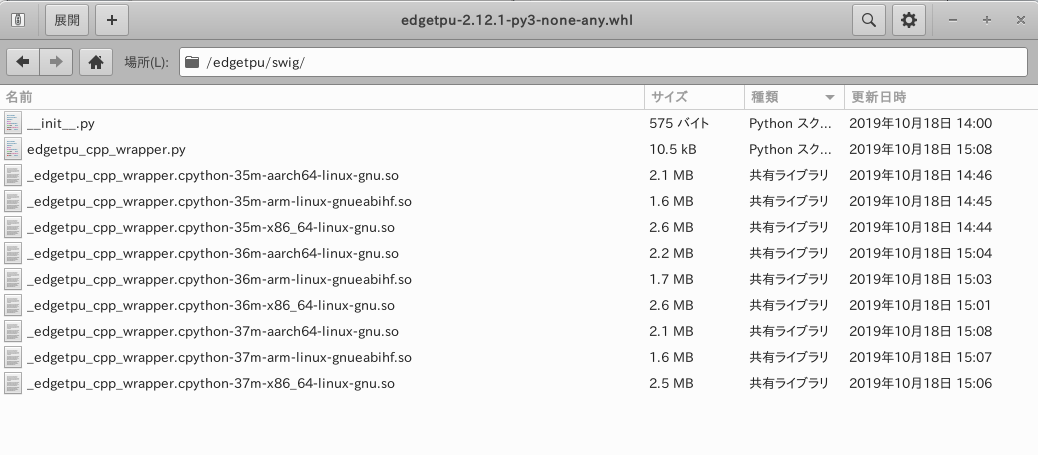 展開 + edgetpu-2.12.1-py3-none-any.whl
場所(L): /edgetpu/swig/
名前 サイズ 種類 更新日時
__init__.py 575 バイト Python スク... 2019年10月18日 14:00
edgetpu_cpp_wrapper.py 10.5 kB Python スク... 2019年10月18日 15:08
_edgetpu_cpp_wrapper.cpython-35m-aarch64-linux-gnu.so 2.1 MB 共有ライブラリ 2019年10月18日 14:46
_edgetpu_cpp_wrapper.cpython-35m-arm-linux-gnueabihf.so 1.6 MB 共有ライブラリ 2019年10月18日 14:45
_edgetpu_cpp_wrapper.cpython-35m-x86_64-linux-gnu.so 2.6 MB 共有ライブラリ 2019年10月18日 14:44
_edgetpu_cpp_wrapper.cpython-36m-aarch64-linux-gnu.so 2.2 MB 共有ライブラリ 2019年10月18日 15:04
_edgetpu_cpp_wrapper.cpython-36m-arm-linux-gnueabihf.so 1.7 MB 共有ライブラリ 2019年10月18日 15:03
_edgetpu_cpp_wrapper.cpython-36m-x86_64-linux-gnu.so 2.6 MB 共有ライブラリ 2019年10月18日 15:01
_edgetpu_cpp_wrapper.cpython-37m-aarch64-linux-gnu.so 2.1 MB 共有ライブラリ 2019年10月18日 15:08
_edgetpu_cpp_wrapper.cpython-37m-arm-linux-gnueabihf.so 1.6 MB 共有ライブラリ 2019年10月18日 15:07
_edgetpu_cpp_wrapper.cpython-37m-x86_64-linux-gnu.so 2.5 MB 共有ライブラリ 2019年10月18日 15:06